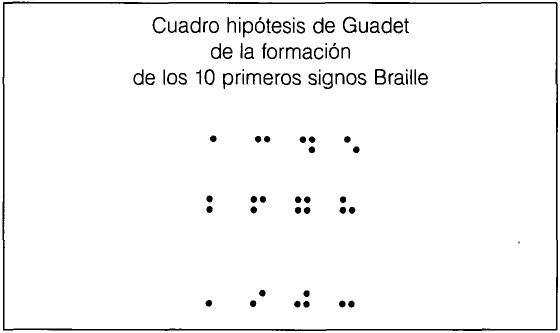 Cuadro hipótesis de Guadet
de la formación
de los 10 primeros signos Braille
⠁ ⠉ ⠙ ⠑
⠃ ⠋ ⠛ ⠓
⠂ ⠊ ⠚ ⠒